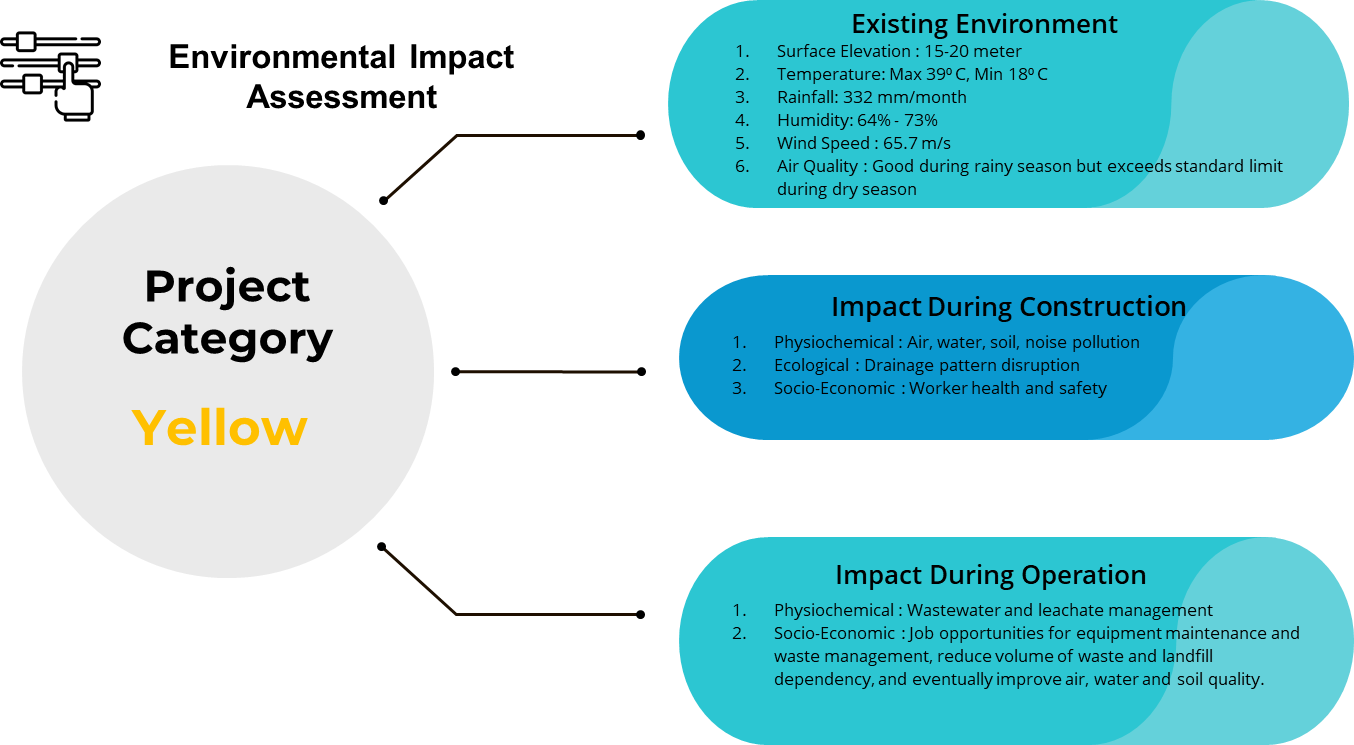 Environmental Impact
Assessment
Project
Category
Yellow
Existing Environment
1. Surface Elevation : 15-20 meter
2. Temperature: Max 39⁰ C, Min 18⁰ C
3. Rainfall: 332 mm/month
4. Humidity: 64% - 73%
5. Wind Speed : 65.7 m/s
6. Air Quality : Good during rainy season but exceeds standard limit
during dry season
Impact During Construction
1. Physiochemical : Air, water, soil, noise pollution
2. Ecological : Drainage pattern disruption
3. Socio-Economic : Worker health and safety
Impact During Operation
1. Physiochemical : Wastewater and leachate management
2. Socio-Economic : Job opportunities for equipment maintenance and
waste management, reduce volume of waste and landfill
dependency, and eventually improve air, water and soil quality.